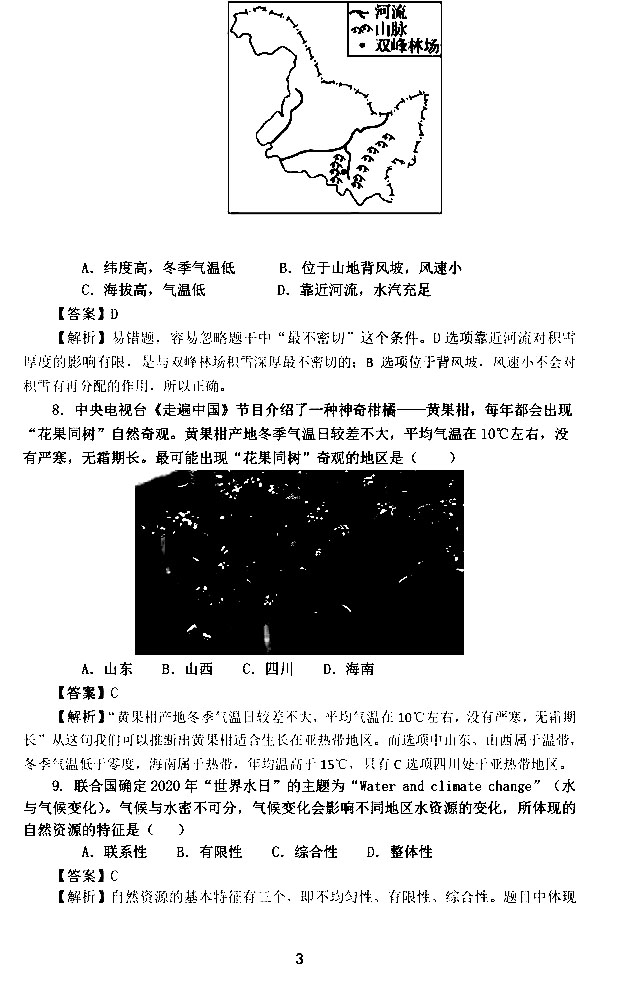 河流
山脉
双峰林场
A. 纬度高，冬季气温低 B. 位于山地背风坡，风速小
C. 海拔高，气温低 D. 靠近河流，水汽充足
【答案】D
【解析】易错题，容易忽略题干中“最不密切”这个条件。D 选项靠近河流对积雪
厚度的影响有限，是与双峰林场积雪深厚最不密切的；B 选项位于背风坡，风速小不会对
积雪有再分配的作用，所以正确。
8. 中央电视台《走遍中国》节目介绍了一种神奇柑橘——黄果柑，每年都会出现
“花果同树”自然奇观。黄果柑产地冬季气温日较差不大，平均气温在 10℃左右，没
有严寒，无霜期长。最可能出现“花果同树”奇观的地区是（ ）
A. 山东 B. 山西 C. 四川 D. 海南
【答案】C
【解析】“黄果柑产地冬季气温日较差不大，平均气温在 10℃左右，没有严寒，无霜期
长”从这句我们可以推断出黄果柑适合生长在亚热带地区。而选项中山东、山西属于温带，
冬季气温低于零度，海南属于热带，年均温高于 15℃，只有 C 选项四川处于亚热带地区。
9. 联合国确定 2020 年“世界水日”的主题为“Water and climate change”（水
与气候变化）。气候与水密不可分，气候变化会影响不同地区水资源的变化，所体现的
自然资源的特征是（ ）
A. 联系性 B. 有限性 C. 综合性 D. 整体性
【答案】C
【解析】自然资源的基本特征有三个，即不均匀性、有限性、综合性。题目中体现
3